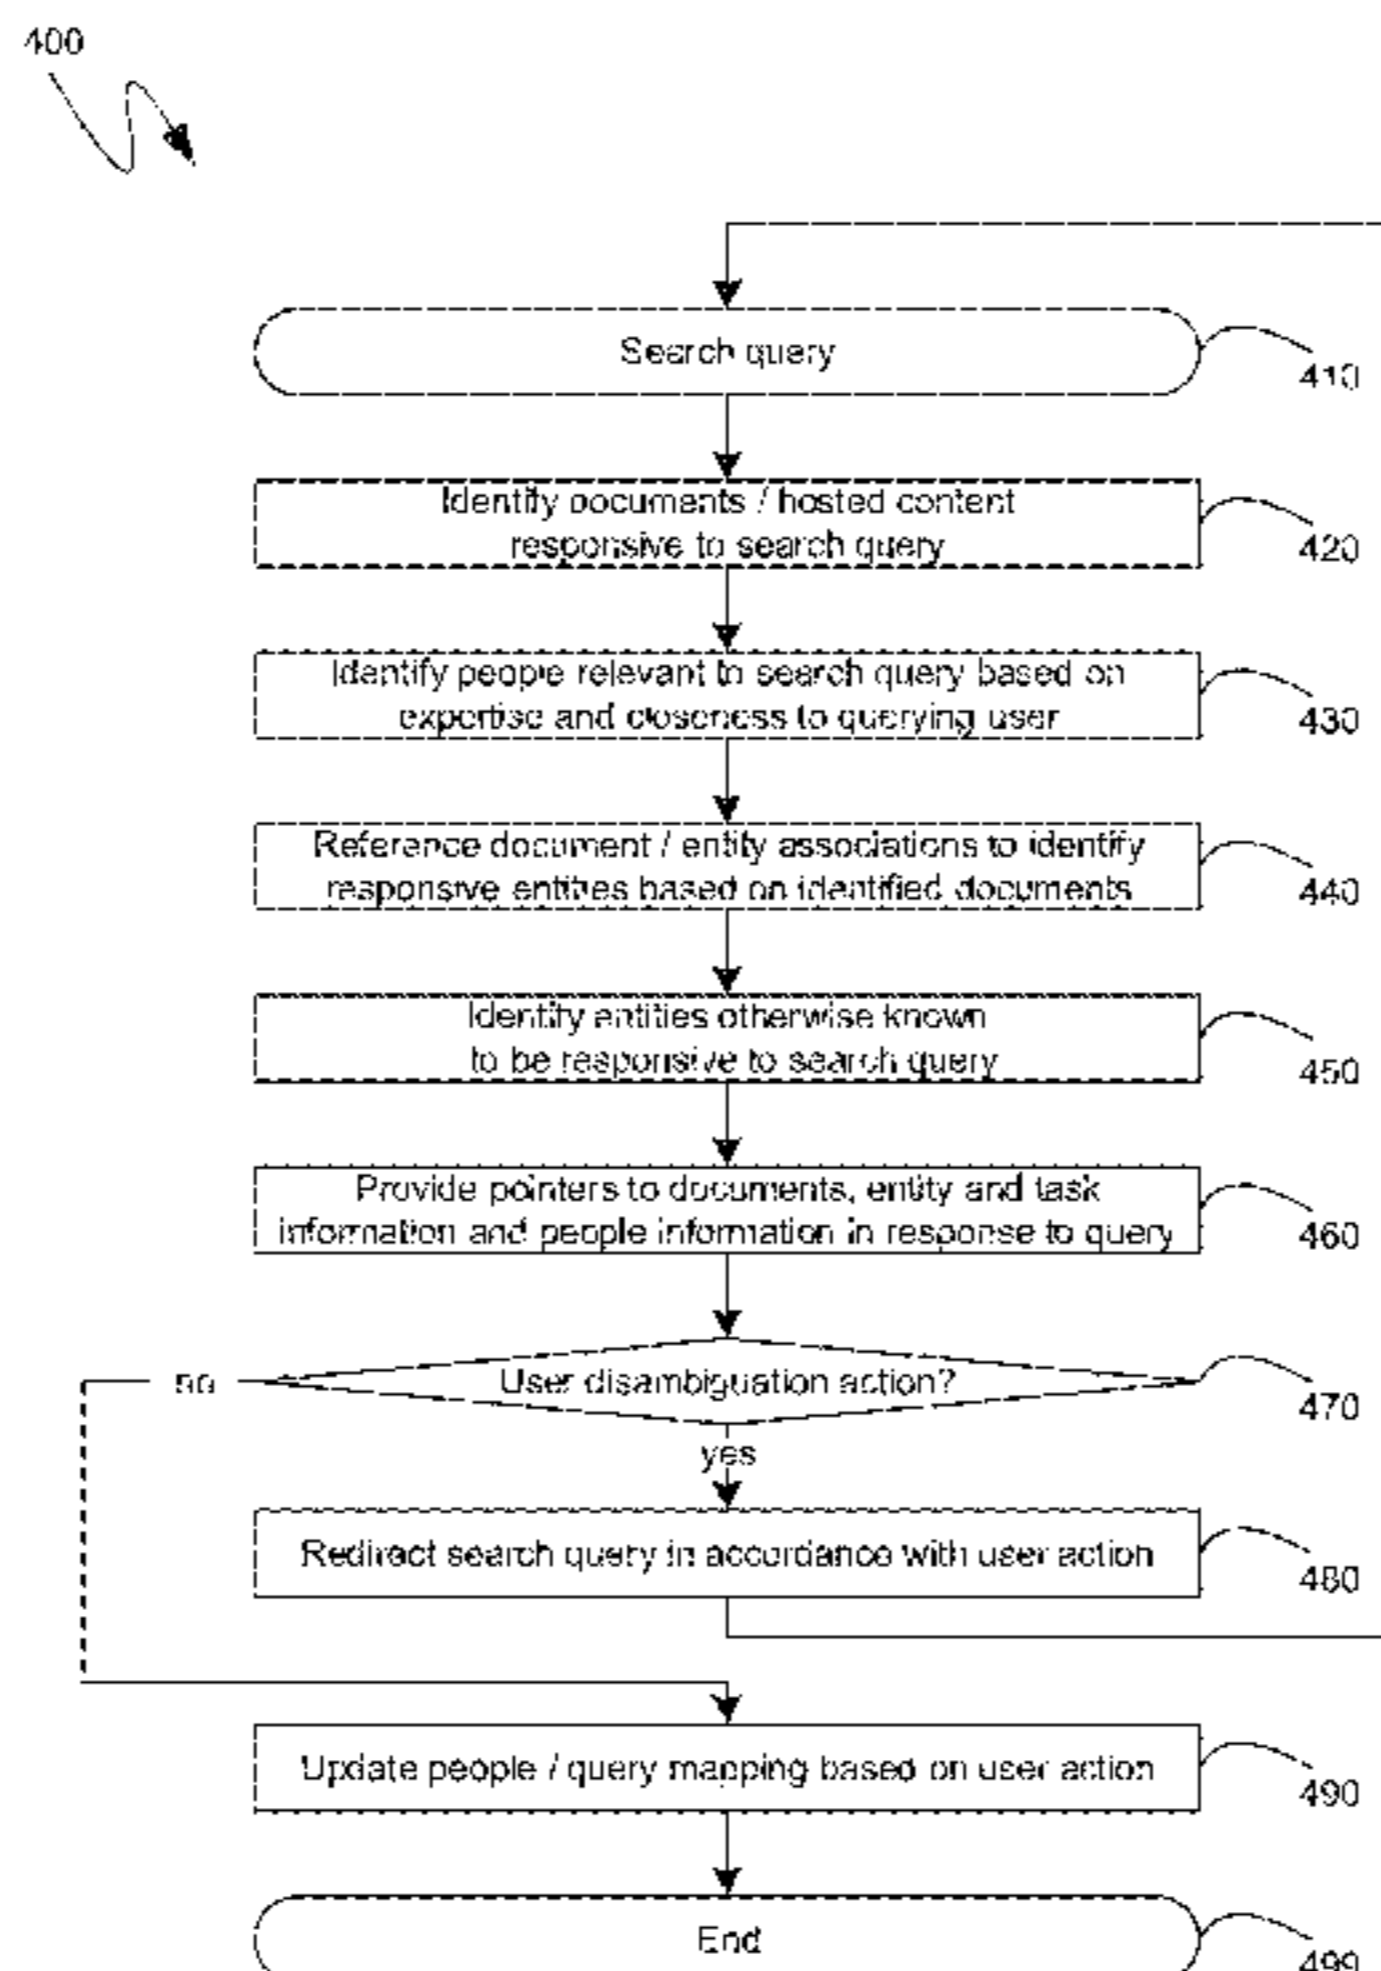 400
Search query
410
Identify documents / hosted content
responsive to search query
420
Identify people relevant to search query based on
expertise and closeness to querying user
430
Reference document / entity associations to identify
responsive entities based on identified documents
440
Identify entities otherwise known
to be responsive to search query
450
Provide pointers to documents, entity and task
information and people information in response to query
460
no
User disambiguation action?
470
yes
Redirect search query in accordance with user action
480
Update people / query mapping based on user action
490
End
499